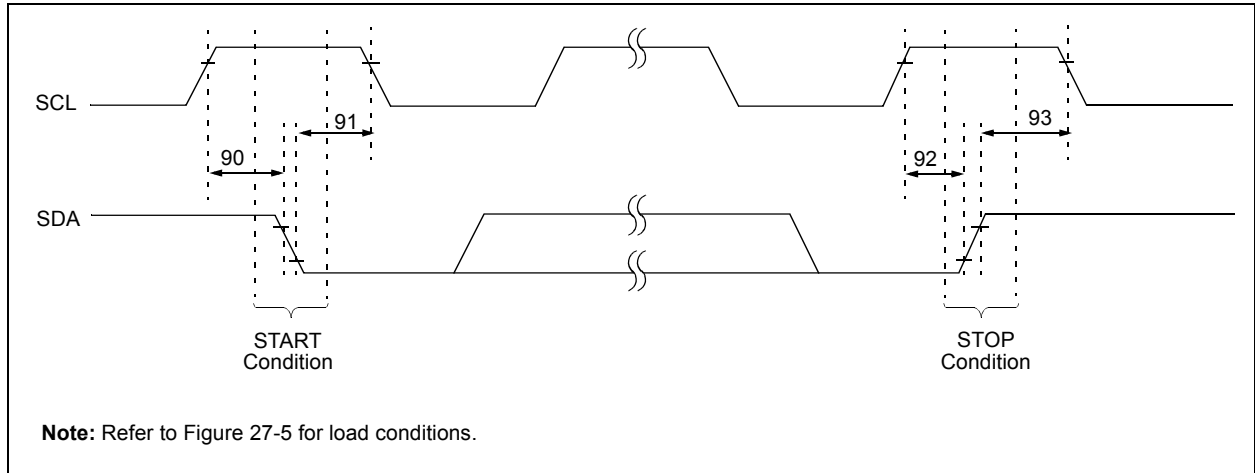 SCL
91
93
90
92
SDA
START
Condition
STOP
Condition
Note: Refer to Figure 27-5 for load conditions.